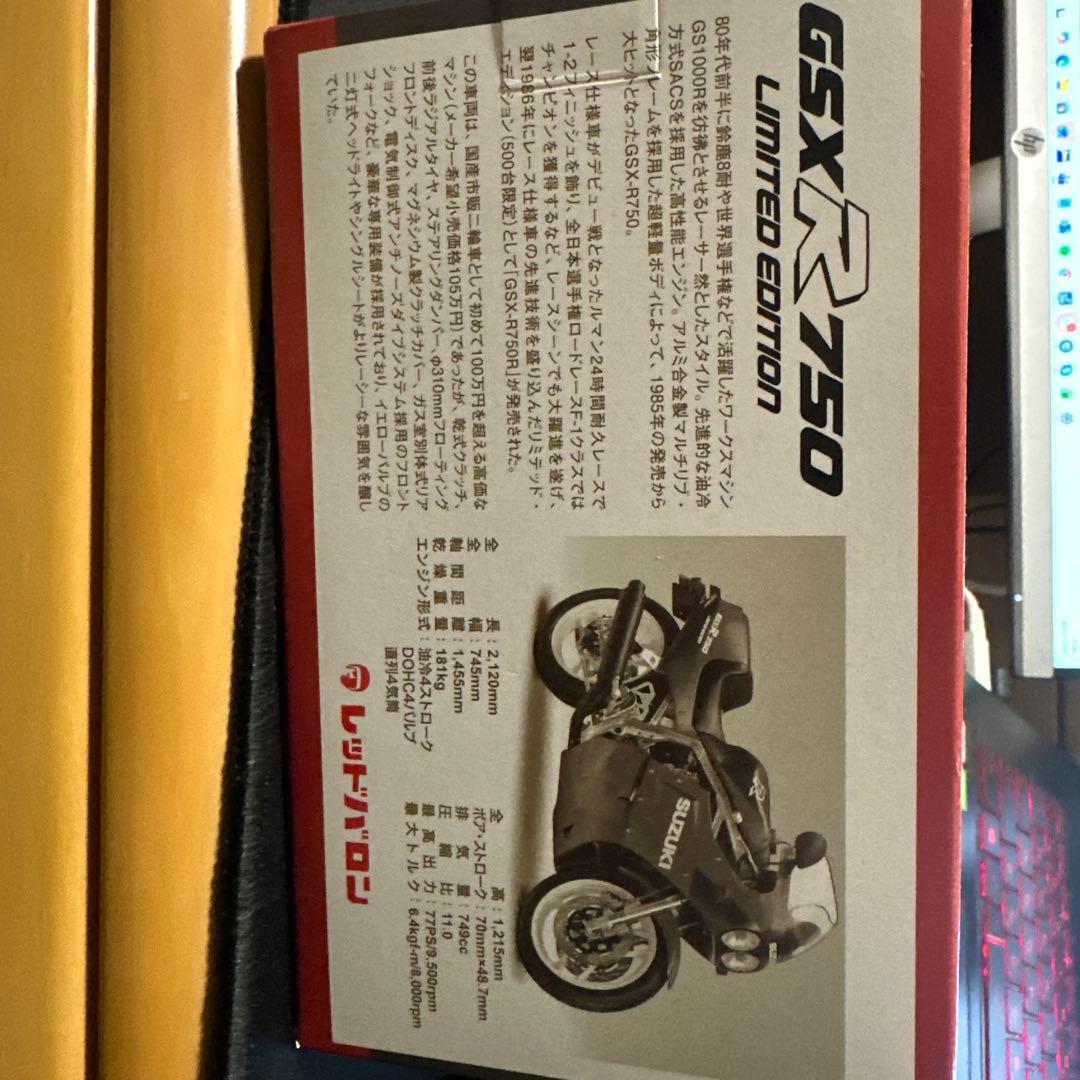 GSX-R750
LIMITED EDITION
80年代前半に鈴鹿8耐や世界選手権などで活躍したワークスマシン
GS1000Rを彷彿とさせるレーサー然としたスタイル。先進的な油冷
方式SACSを採用した高性能エンジン。アルミ合金製マルチリブ・
角形フレームを採用した超軽量ボディによって、1985年の発売から
大ヒットとなったGSX-R750。
レース仕様車がデビュー戦となったルマン24時間耐久レースで
1-2フィニッシュを飾り、全日本選手権ロードレースF-1クラスでは
チャンピオンを獲得するなど、レースシーンでも大躍進を遂げ、
翌1986年にレース仕様車の先進技術を盛り込んだリミテッド・
エディション(500台限定)として「GSX-R750R」が発売された。
この車両は、国産市販二輪車として初めて100万円を超える高価な
マシン(メーカー希望小売価格105万円)であったが、乾式クラッチ、
前後ラジアルタイヤ、ステアリングダンパー、φ310mmフローティング
フロントディスク、マグネシウム製クラッチカバー、ガス室別体式リア
ショック、電気制御式アンチノーズダイブシステム採用のフロント
フォークなど、豪華な専用装備が採用されており、イエローバルブの
二灯式ヘッドライトやシングルシートがよりレーシーな雰囲気を醸し
ていた。
SUZUKI
全長:2,120mm
全幅:745mm
軸間距離:1,455mm
乾燥重量:181kg
エンジン形式:油冷4ストローク
DOHC4バルブ
直列4気筒
全高:1,215mm
ボア・ストローク:70mm×48.7mm
排気量:749cc
圧縮比:11.0
最高出力:77PS/9,500rpm
最大トルク:6.4kgf-m/8,000rpm
レッドバロン
hp